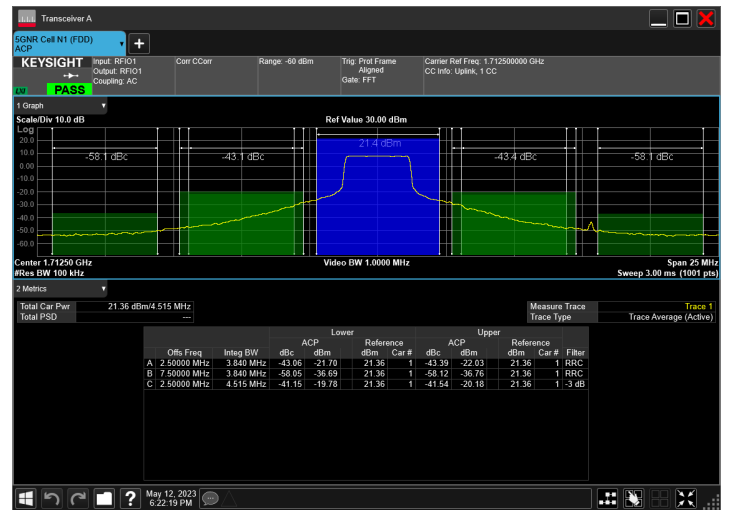 Transceiver A
5GNR Cell N1 (FDD)
ACP
KEYSIGHT
LXI
PASS
Input: RFIO1
Output: RFIO1
Coupling: AC
Corr CCorr
Range: -60 dBm
Trig: Prot Frame
Aligned
Gate: FFT
Carrier Ref Freq: 1.712500000 GHz
CC Info: Uplink, 1 CC
1 Graph
Scale/Div 10.0 dB
Ref Value 30.00 dBm
Log
20.0
10.0
0.00
-10.0
-20.0
-30.0
-40.0
-50.0
-60.0
-58.1 dBc
-43.1 dBc
21.4 dBm
-43.4 dBc
-58.1 dBc
Center 1.71250 GHz
Video BW 1.0000 MHz
Span 25 MHz
#Res BW 100 kHz
Sweep 3.00 ms (1001 pts)
2 Metrics
Total Car Pwr 21.36 dBm/4.515 MHz
Total PSD ---
Measure Trace Trace 1
Trace Type Trace Average (Active)
Lower Upper
ACP Reference ACP Reference
Offs Freq Integ BW dBc dBm dBm Car # dBc dBm dBm Car # Filter
A 2.50000 MHz 3.840 MHz -43.06 -21.70 21.36 1 -43.39 -22.03 21.36 1 RRC
B 7.50000 MHz 3.840 MHz -58.05 -36.69 21.36 1 -58.12 -36.76 21.36 1 RRC
C 2.50000 MHz 4.515 MHz -41.15 -19.78 21.36 1 -41.54 -20.18 21.36 1 -3 dB
May 12, 2023
6:22:19 PM